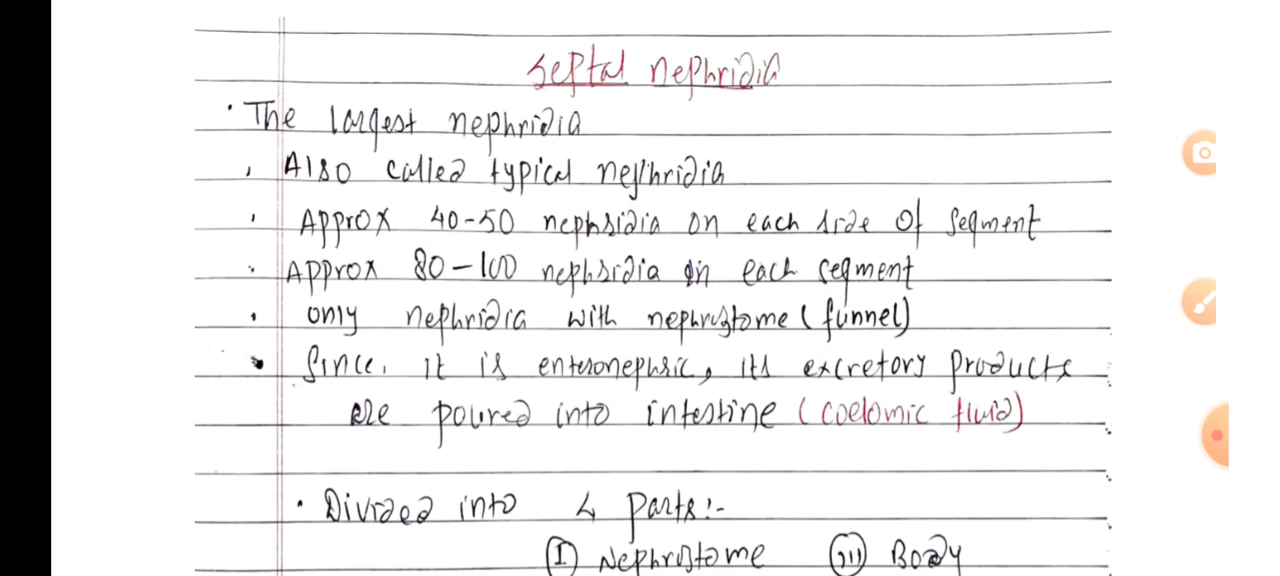 Septal nephridia
· The largest nephridia
· Also called typical nephridia
· Approx 40-50 nephridia on each side of segment
· Approx 80-100 nephridia in each segment
· only nephridia with nephrostome (funnel)
· Since, it is enteronephric, its excretory products
are poured into intestine (coelomic fluid)
· Divided into 4 parts:-
(I) Nephrostome (iii) Body